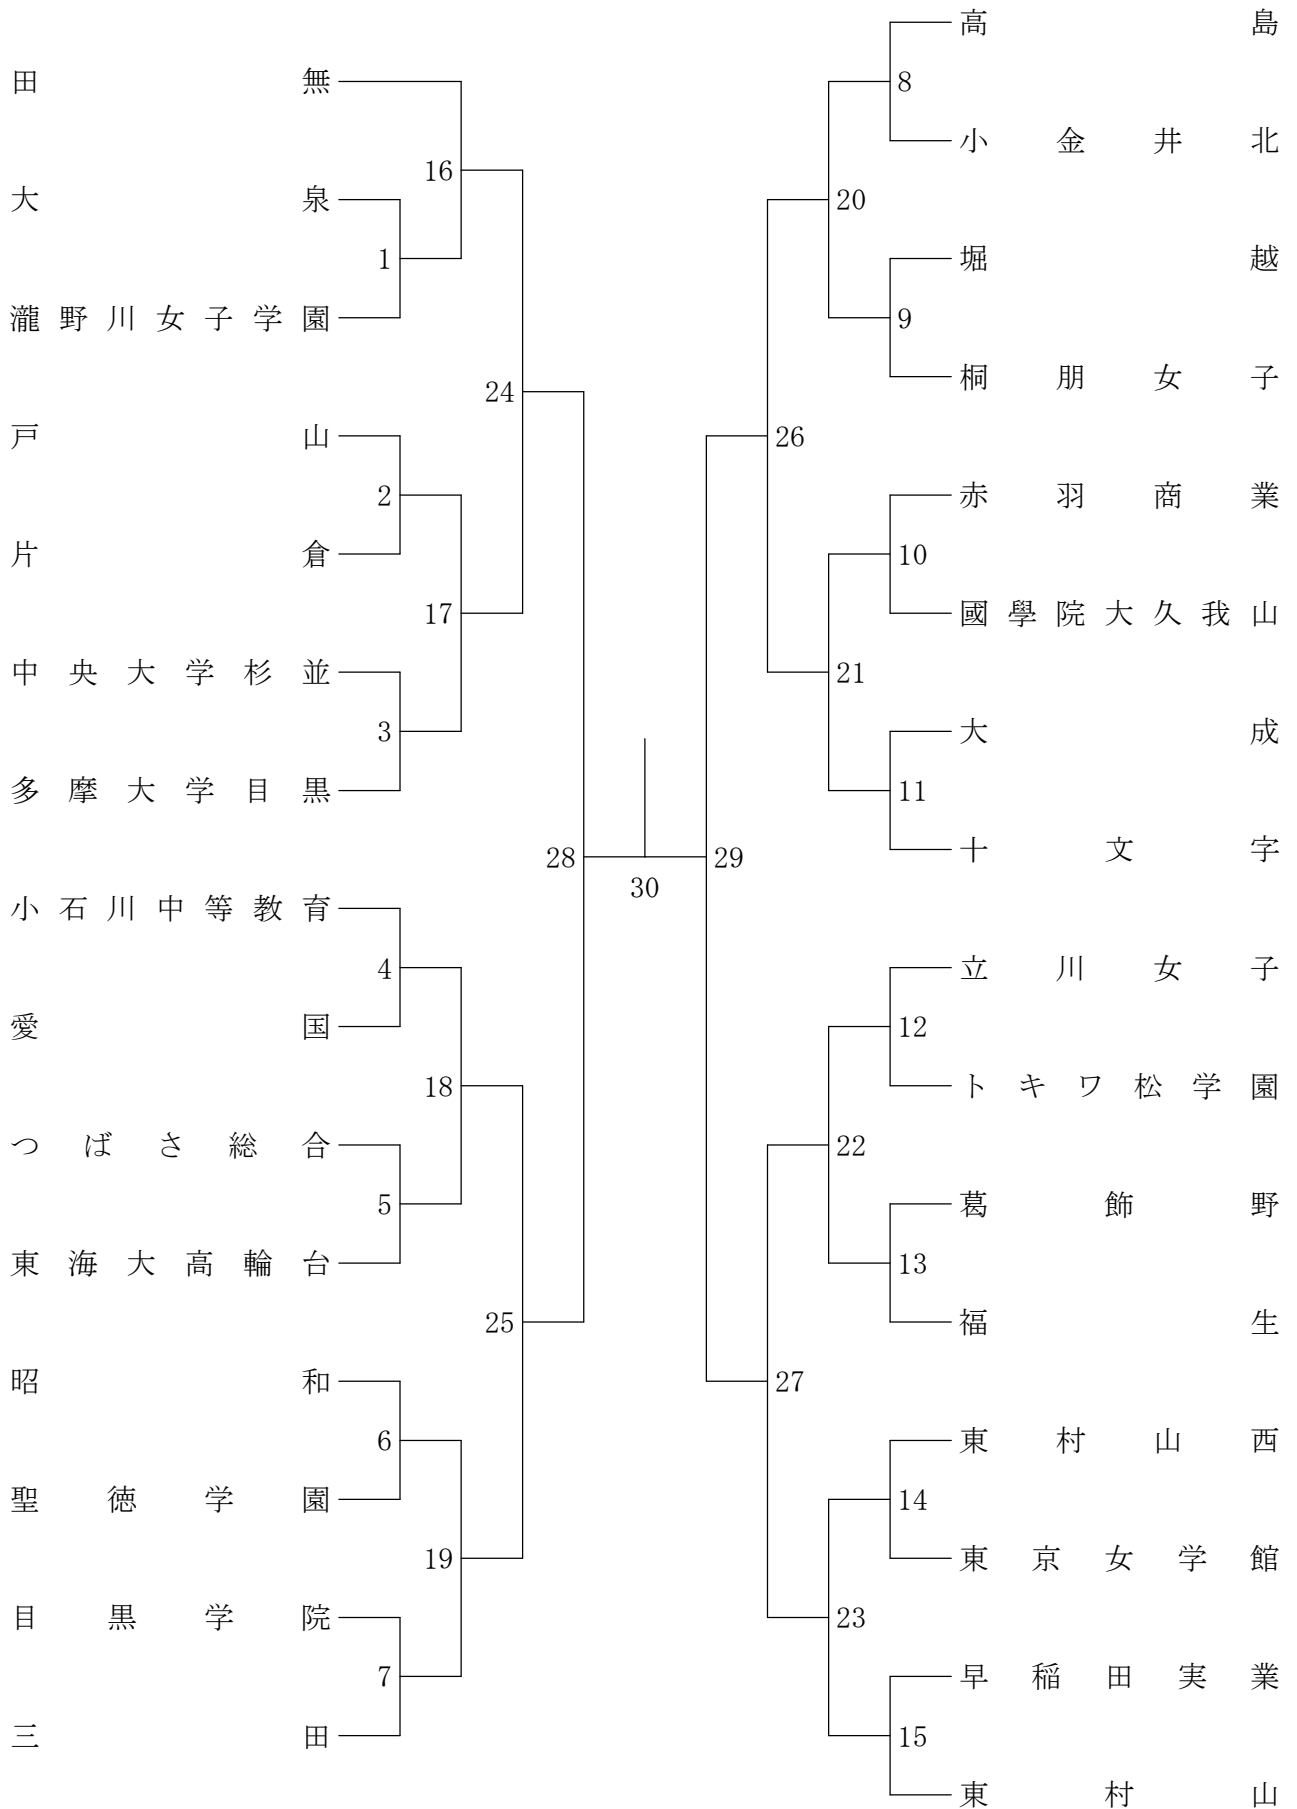 田無
大泉
瀧野川女子学園
戸山
片倉
中央大学杉並
多摩大学目黒
小石川中等教育
愛国
つばさ総合
東海大高輪台
昭和
聖徳学園
目黒学院
三田
1
2
3
4
5
6
7
16
17
18
19
24
25
28
30
29
26
27
20
21
22
23
8
9
10
11
12
13
14
15
高島
小金井北
堀越
桐朋女子
赤羽商業
國學院大久我山
大成
十文字
立川女子
トキワ松学園
葛飾野
福生
東村山西
東京女学館
早稲田実業
東村山